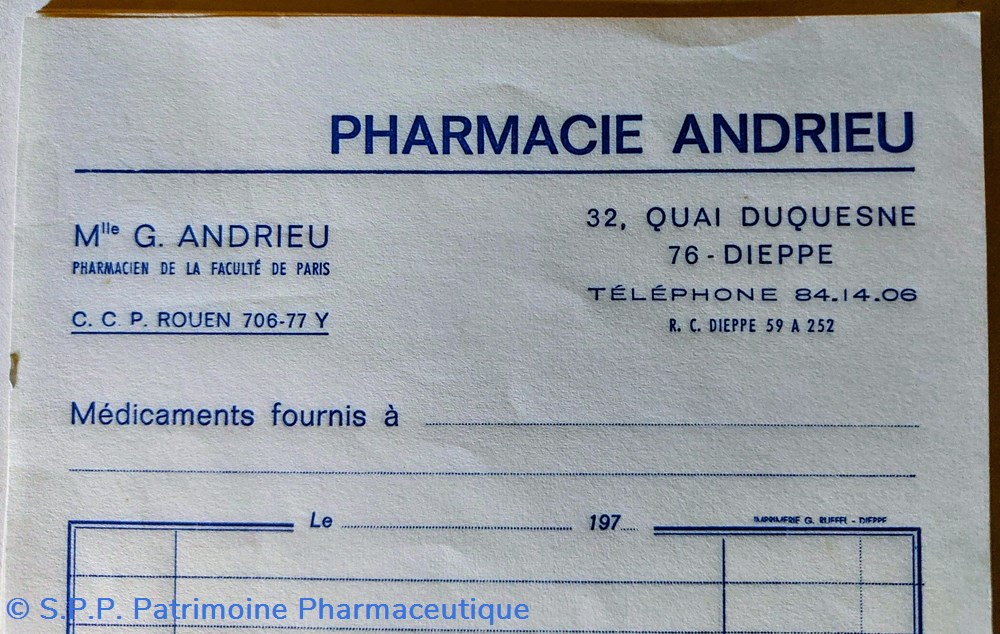 PHARMACIE ANDRIEU
Mlle G. ANDRIEU
PHARMACIEN DE LA FACULTÉ DE PARIS
C. C. P. ROUEN 706-77 Y
32, QUAI DUQUESNE
76 - DIEPPE
TÉLÉPHONE 84.14.06
R. C. DIEPPE 59 A 252
Médicaments fournis à
Le 197
IMPRIMERIE G. RUFFEL - DIEPPE
© S.P.P. Patrimoine Pharmaceutique